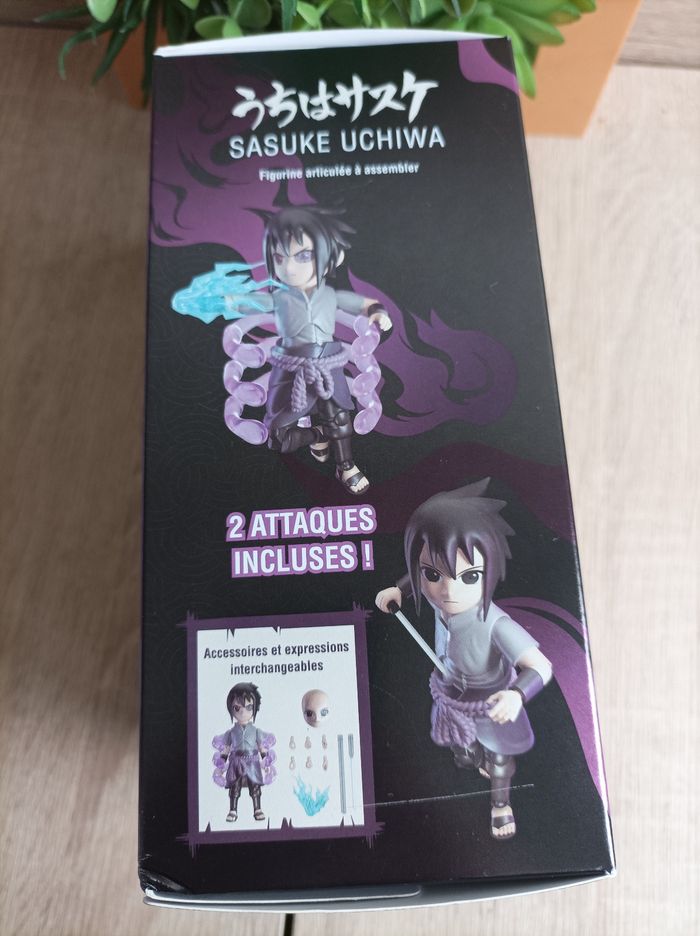 うちはサスケ
SASUKE UCHIWA
Figurine articulée à assembler
2 ATTAQUES
INCLUSES !
Accessoires et expressions
interchangeables